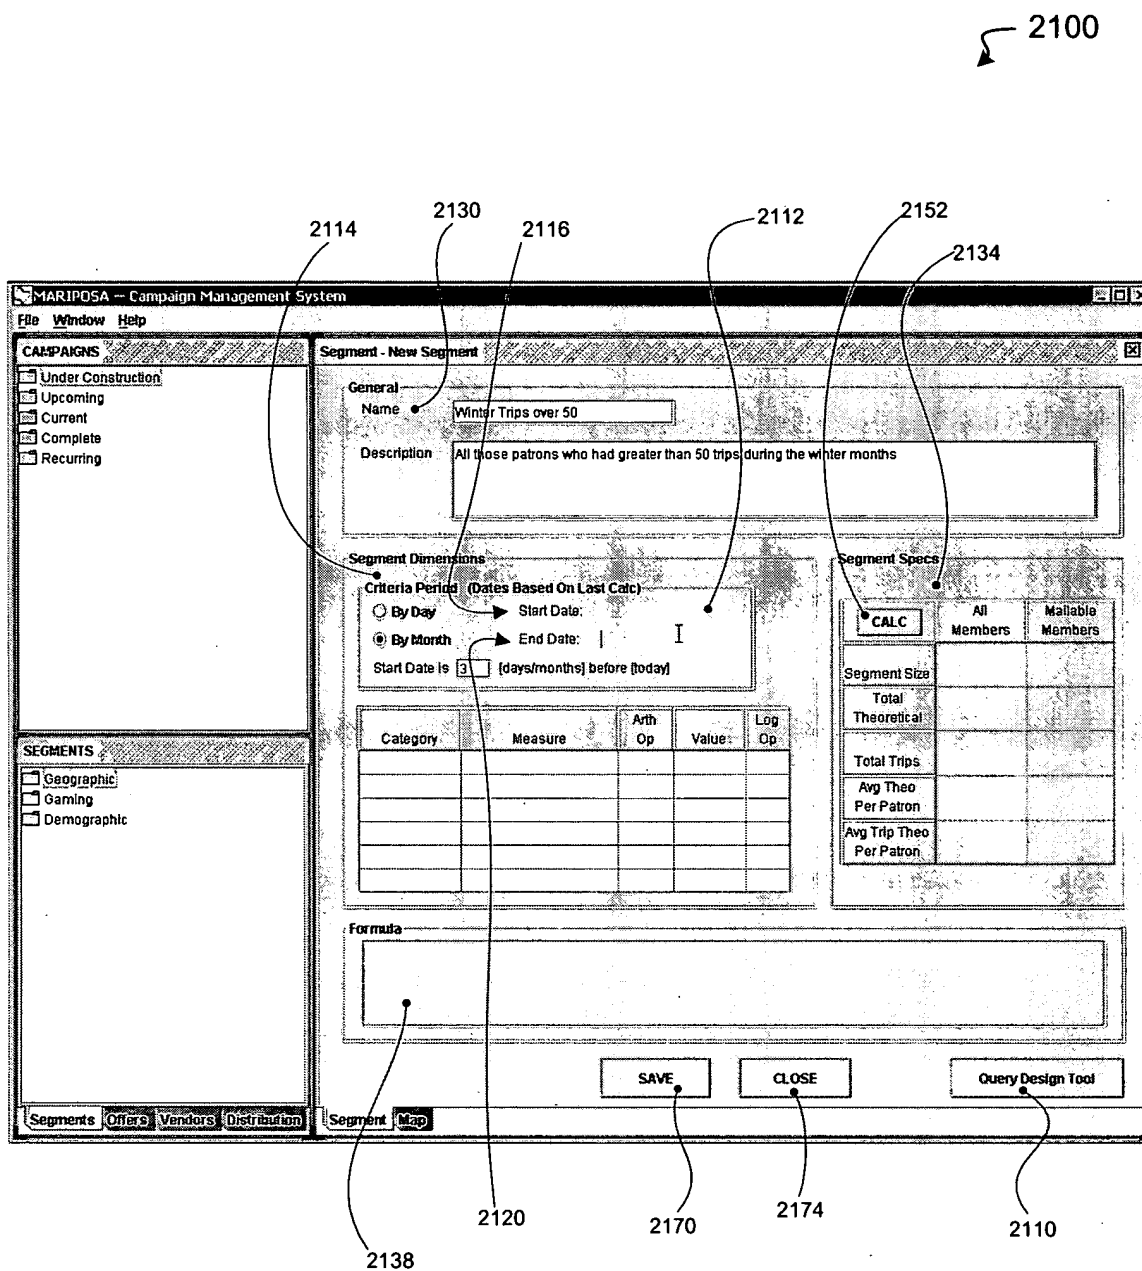 2100
2130
2152
2114
2116
2112
2134
MARIPOSA – Campaign Management System
File Window Help
CAMPAIGNS
Under Construction
Upcoming
Current
Complete
Recurring
SEGMENTS
Geographic
Gaming
Demographic
Segments Offers Vendors Distribution
Segment - New Segment
General
Name
Winter Trips over 50
Description
All those patrons who had greater than 50 trips during the winter months
Segment Dimensions
Criteria Period (Dates Based On Last Calc)
By Day
Start Date:
By Month
End Date:
Start Date is 3 [days/months] before [today]
Category
Measure
Arth Op
Value:
Log Op
Segment Specs
CALC
All Members
Mailable Members
Segment Size
Total Theoretical
Total Trips
Avg Theo Per Patron
Avg Trip Theo Per Patron
Formula
SAVE
CLOSE
Query Design Tool
Segment Map
2120
2170
2174
2110
2138